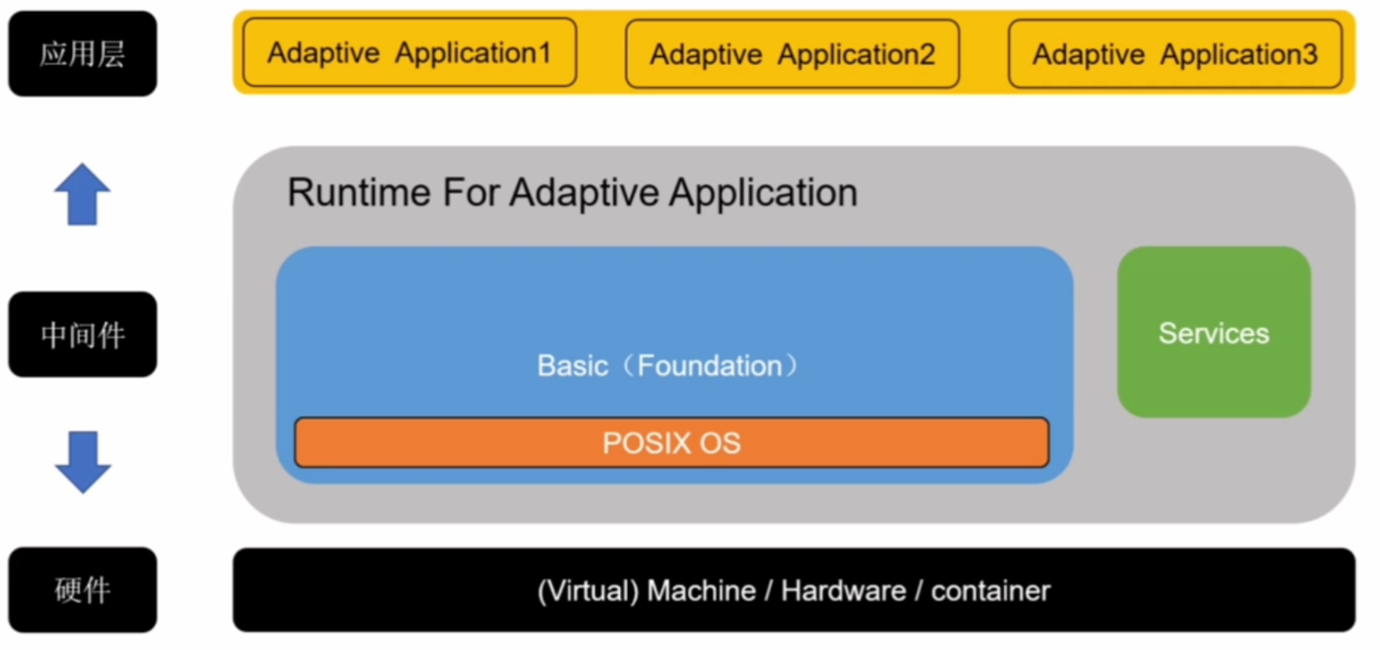 应用层
Adaptive Application1
Adaptive Application2
Adaptive Application3
Runtime For Adaptive Application
中间件
Basic（Foundation）
Services
POSIX OS
硬件
(Virtual) Machine / Hardware / container